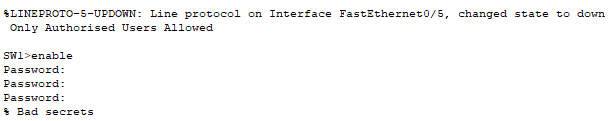 %LINEPROTO-5-UPDOWN: Line protocol on Interface FastEthernet0/5, changed state to down
Only Authorised Users Allowed
SW1>enable
Password:
Password:
Password:
% Bad secrets